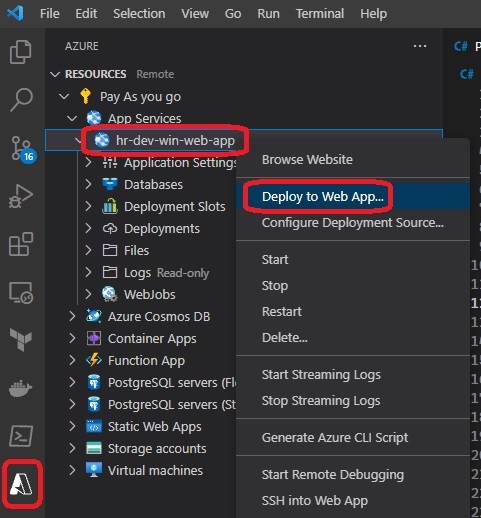 File Edit Selection View Go Run Terminal Help
AZURE ...
RESOURCES Remote
Pay As you go
App Services
hr-dev-win-web-app
Application Setting
Databases
Deployment Slots
Deployments
Files
Logs Read-only
WebJobs
Azure Cosmos DB
Container Apps
Function App
PostgreSQL servers (Fl
PostgreSQL servers (St
Static Web Apps
Storage accounts
Virtual machines
Browse Website
Deploy to Web App...
Configure Deployment Source...
Start
Stop
Restart
Delete...
Start Streaming Logs
Stop Streaming Logs
Generate Azure CLI Script
Start Remote Debugging
SSH into Web App
16
C# P
C#